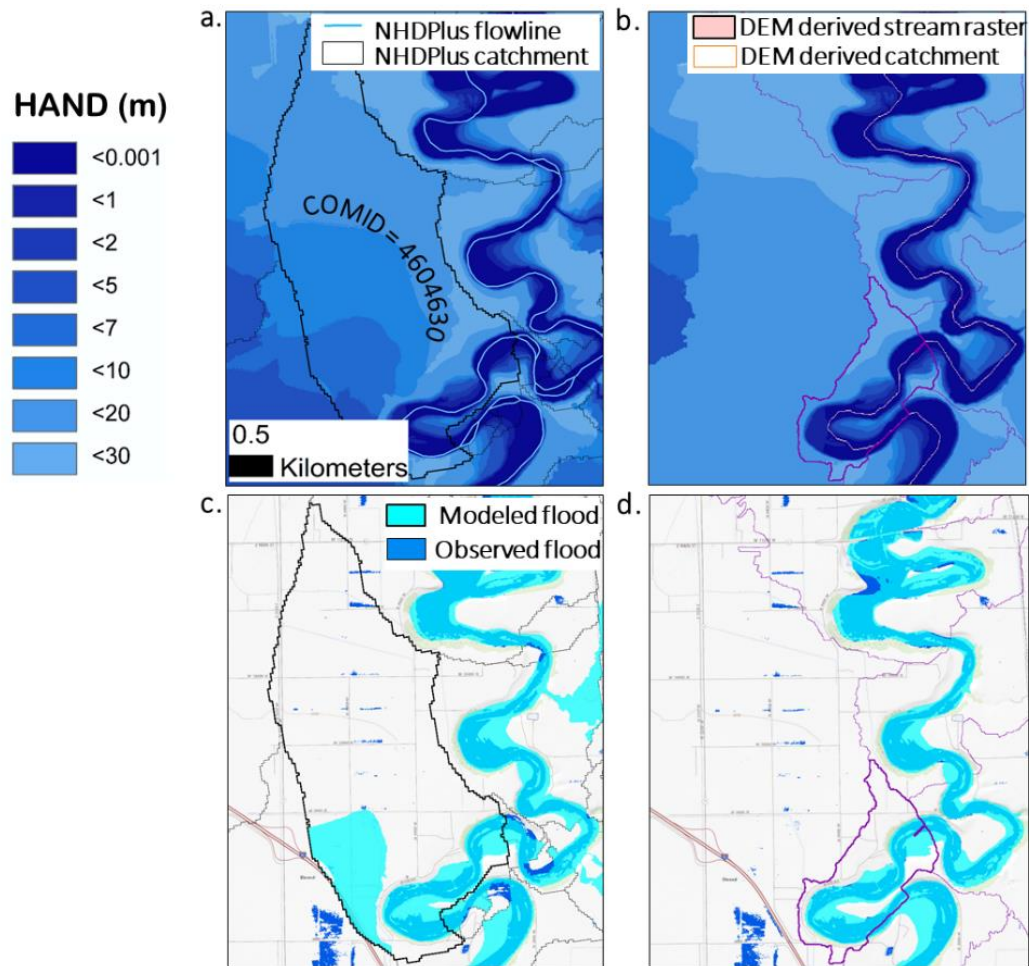 a.
NHDPlus flowline
NHDPlus catchment
b.
DEM derived stream raster
DEM derived catchment
HAND (m)
<0.001
<1
<2
<5
<7
<10
<20
<30
COMID = 4604630
0.5
Kilometers
c.
Modeled flood
Observed flood
d.